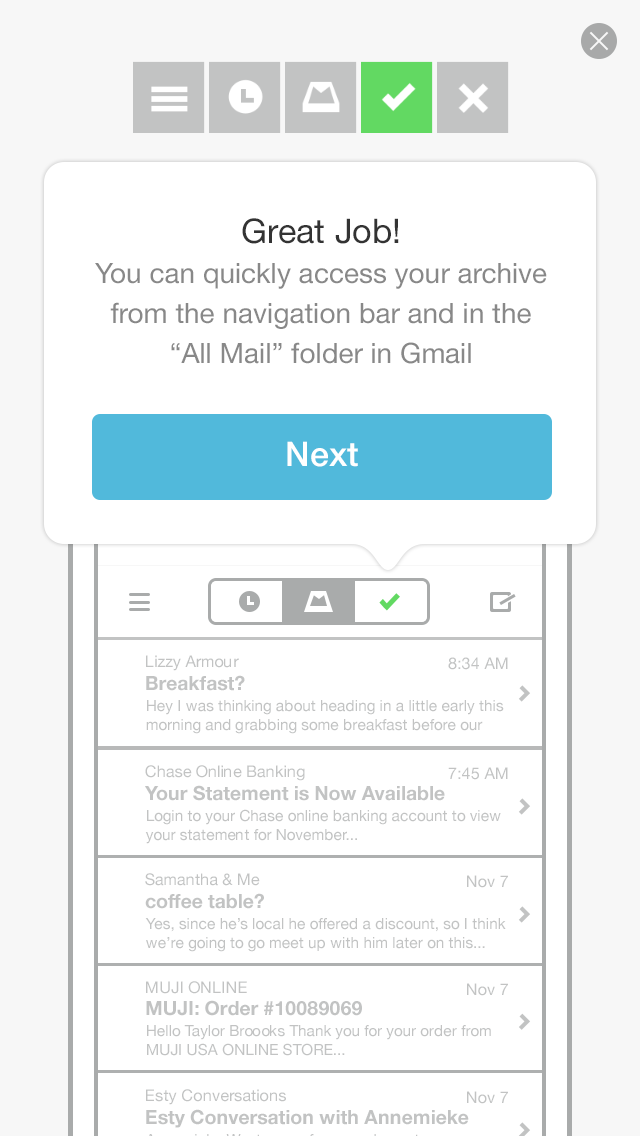 Great Job!
You can quickly access your archive
from the navigation bar and in the
“All Mail” folder in Gmail
Next
Lizzy Armour
8:34 AM
Breakfast?
Hey I was thinking about heading in a little early this
morning and grabbing some breakfast before our
Chase Online Banking
7:45 AM
Your Statement is Now Available
Login to your Chase online banking account to view
your statement for November...
Samantha & Me
Nov 7
coffee table?
Yes, since he’s local he offered a discount, so I think
we’re going to go meet up with him later on this...
MUJI ONLINE
Nov 7
MUJI: Order #10089069
Hello Taylor Broooks Thank you for your order from
MUJI USA ONLINE STORE...
Esty Conversations
Nov 7
Esty Conversation with Annemieke